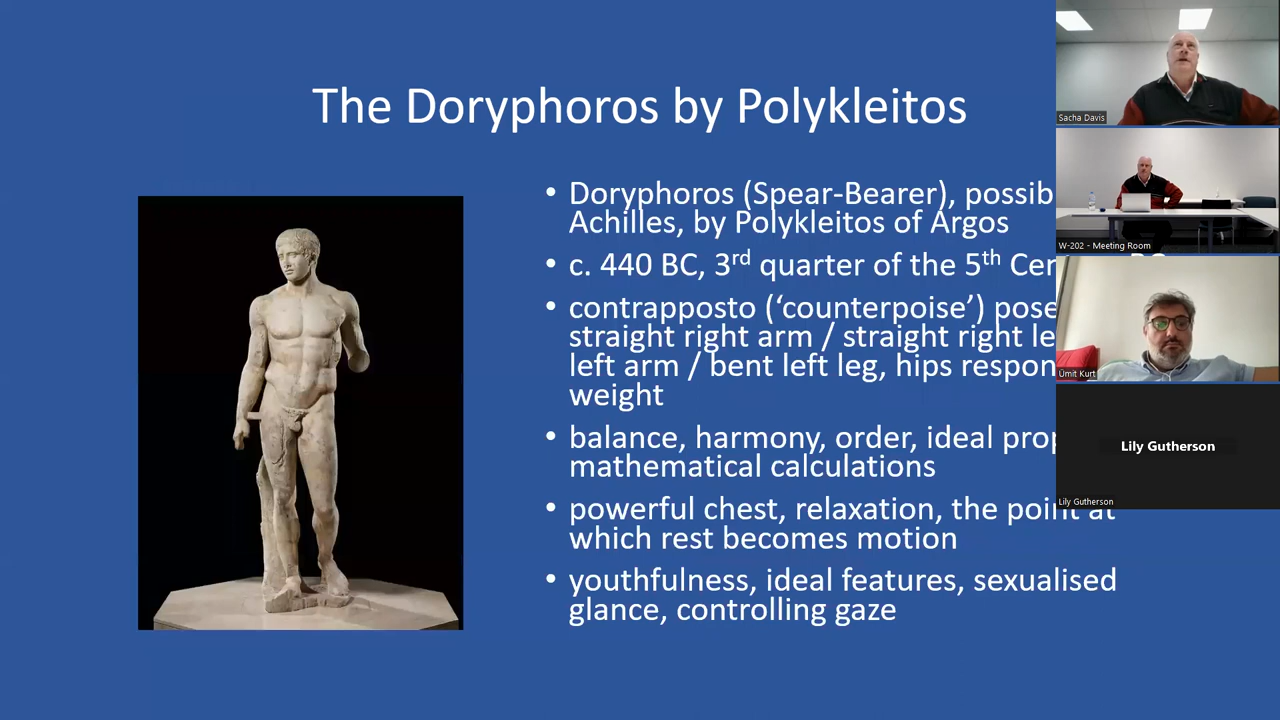 The Doryphoros by Polykleitos
• Doryphoros (Spear-Bearer), possib
Achilles, by Polykleitos of Argos
• c. 440 BC, 3rd quarter of the 5th Cen
• contrapposto (‘counterpoise’) pose
straight right arm / straight right le
left arm / bent left leg, hips respon
weight
• balance, harmony, order, ideal prop
mathematical calculations
• powerful chest, relaxation, the point at
which rest becomes motion
• youthfulness, ideal features, sexualised
glance, controlling gaze
Sacha Davis
W-202 - Meeting Room
Ümit Kurt
Lily Gutherson
Lily Gutherson